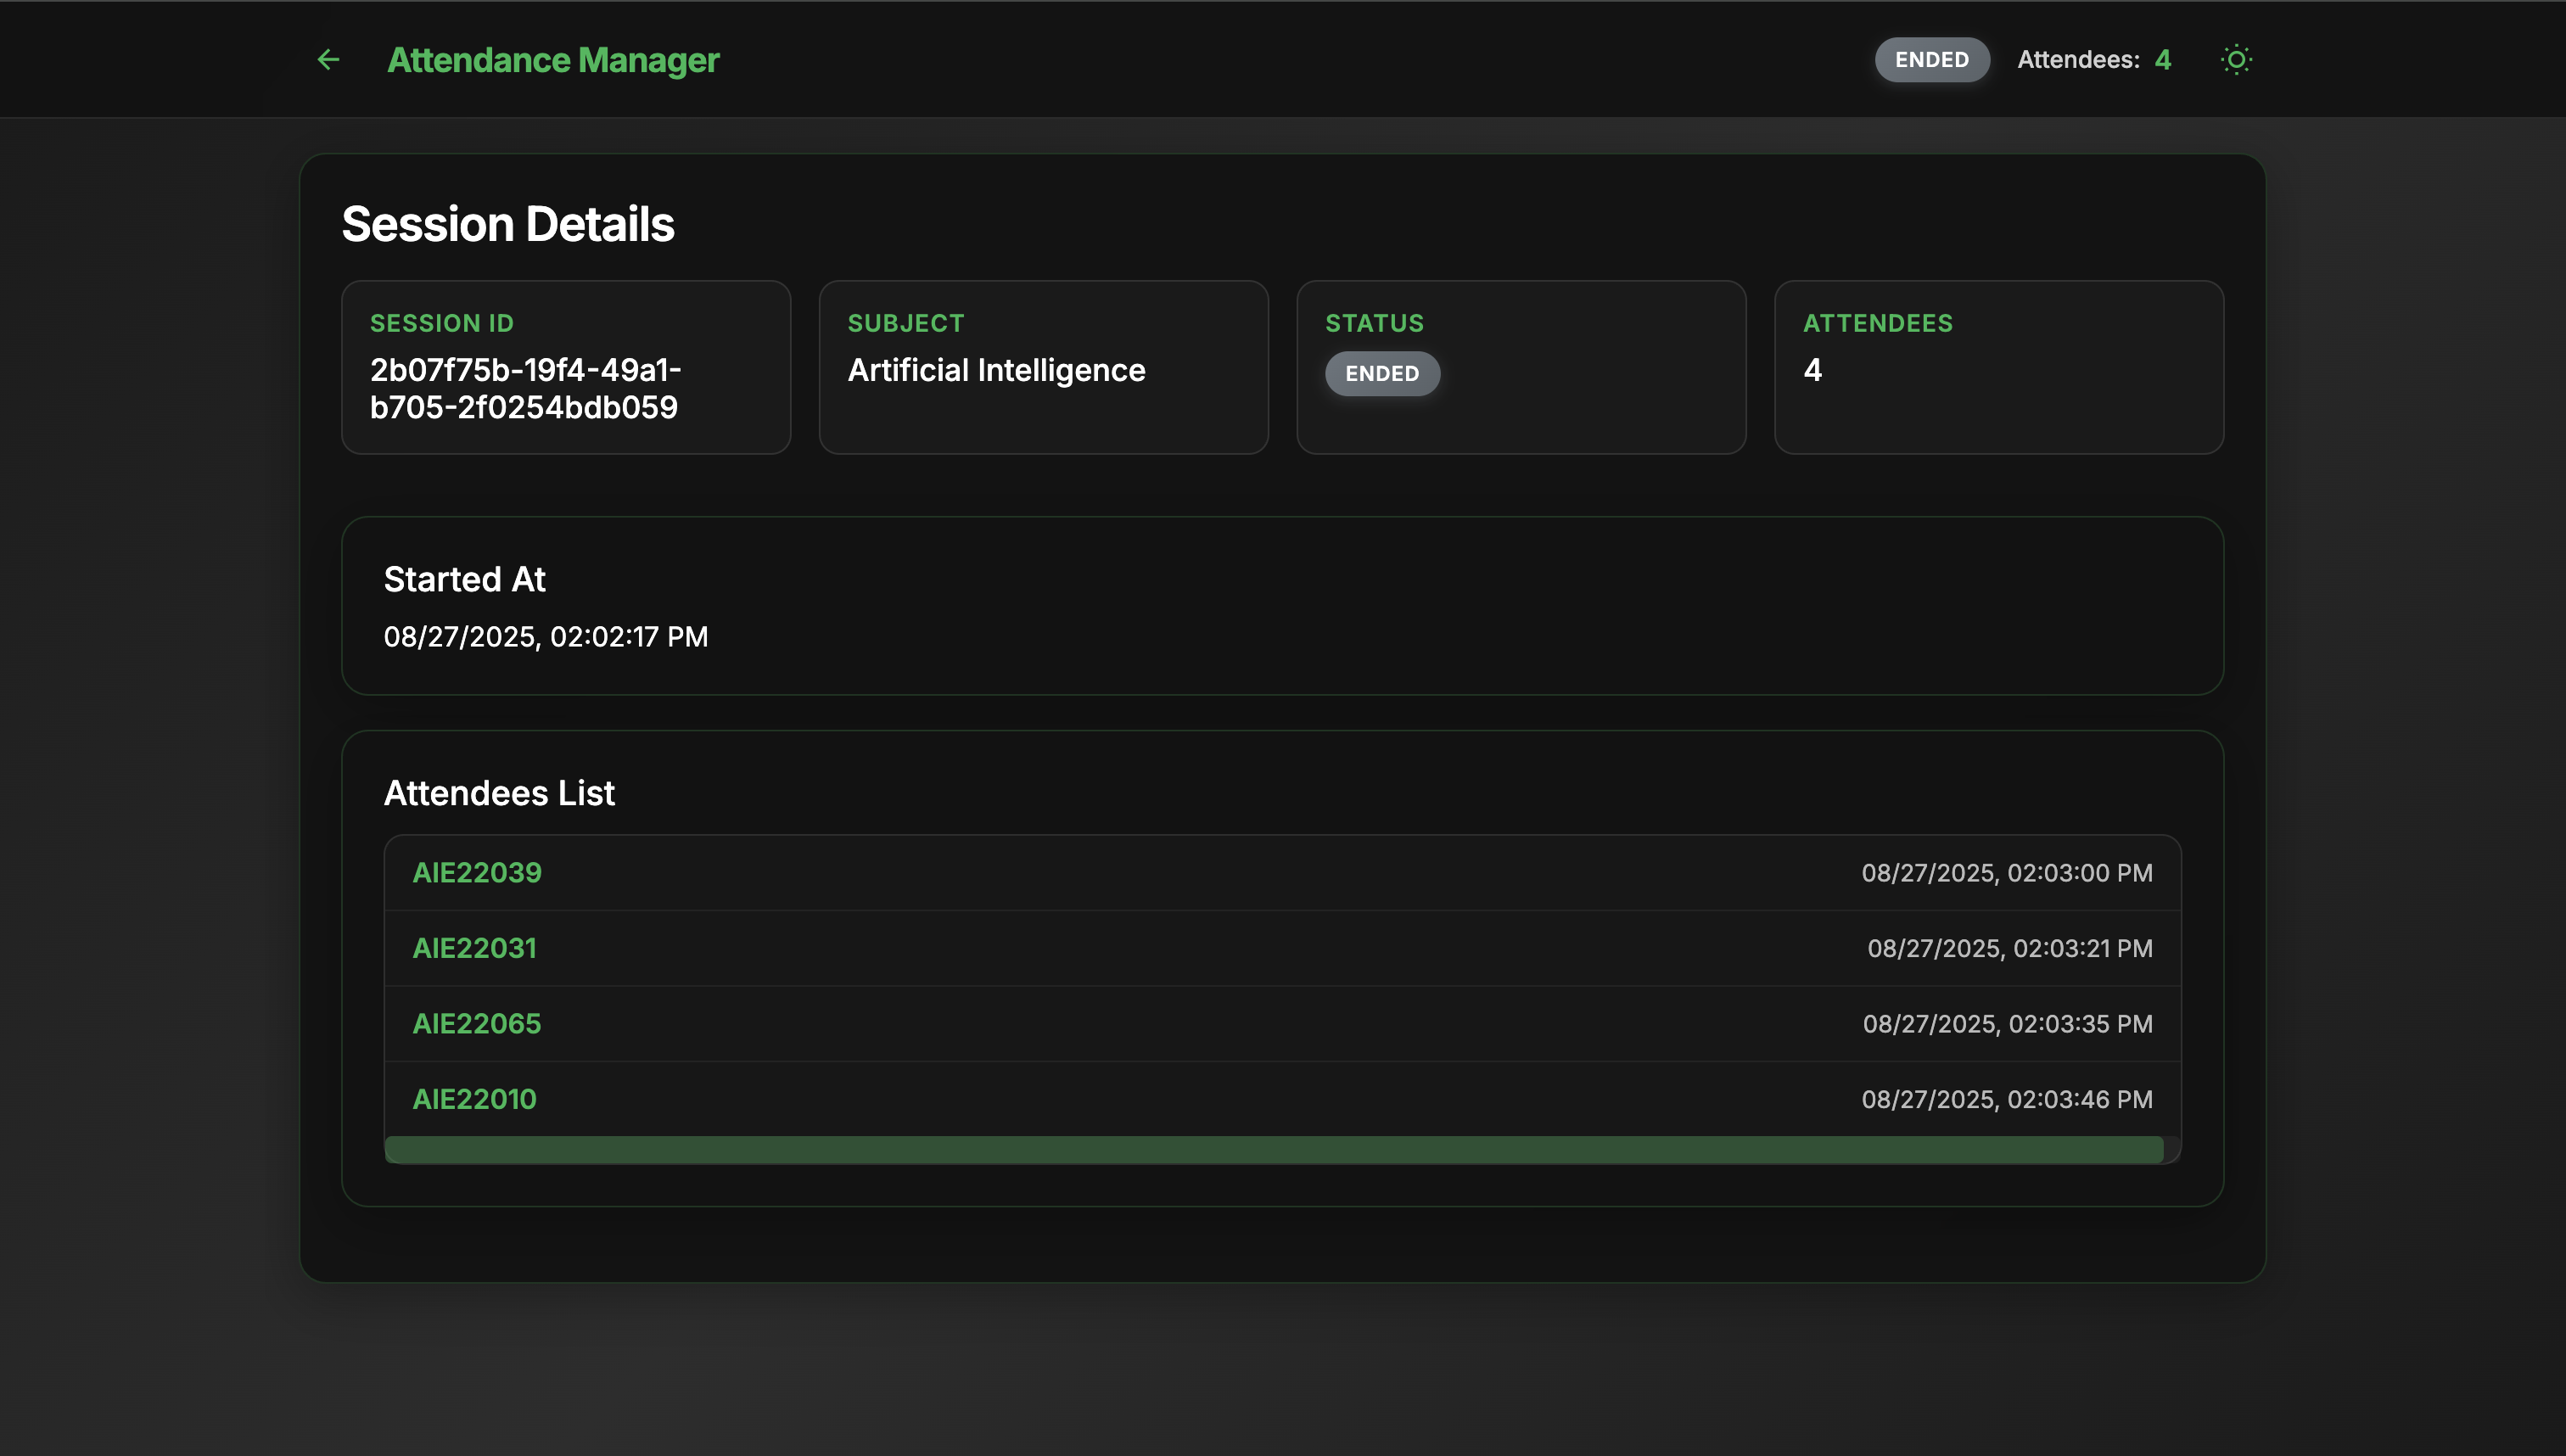 Attendance Manager
ENDED
Attendees: 4
Session Details
SESSION ID
2b07f75b-19f4-49a1-
b705-2f0254bdb059
SUBJECT
Artificial Intelligence
STATUS
ENDED
ATTENDEES
4
Started At
08/27/2025, 02:02:17 PM
Attendees List
AIE22039 08/27/2025, 02:03:00 PM
AIE22031 08/27/2025, 02:03:21 PM
AIE22065 08/27/2025, 02:03:35 PM
AIE22010 08/27/2025, 02:03:46 PM